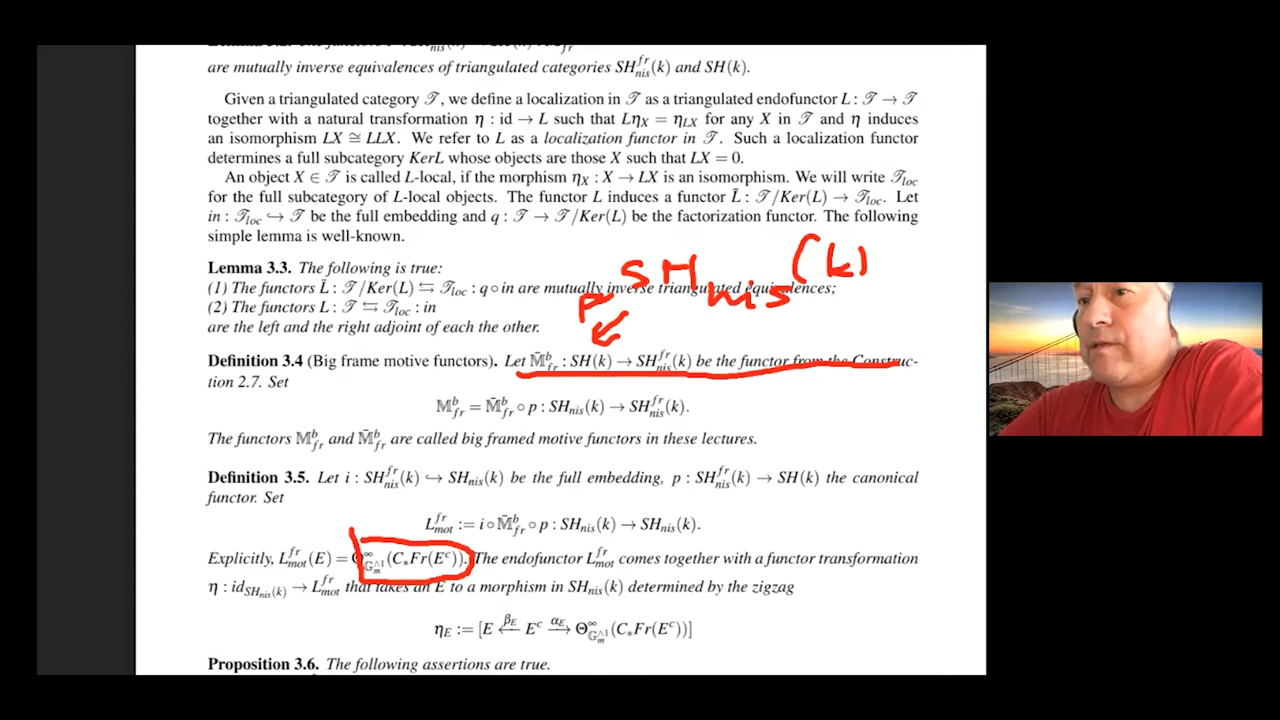 are mutually inverse equivalences of triangulated categories SH^{fr}_{nis}(k) and SH(k).
Given a triangulated category 𝒯, we define a localization in 𝒯 as a triangulated endofunctor L : 𝒯 → 𝒯
together with a natural transformation η : id → L such that Lη_X = η_{LX} for any X in 𝒯 and η induces
an isomorphism LX ≅ LLX. We refer to L as a localization functor in 𝒯. Such a localization functor
determines a full subcategory KerL whose objects are those X such that LX = 0.
An object X ∈ 𝒯 is called L-local, if the morphism η_X : X → LX is an isomorphism. We will write 𝒯_{loc}
for the full subcategory of L-local objects. The functor L induces a functor L̄ : 𝒯/Ker(L) → 𝒯_{loc}. Let
in : 𝒯_{loc} ↪ 𝒯 be the full embedding and q : 𝒯 → 𝒯/Ker(L) be the factorization functor. The following
simple lemma is well-known.
SH_{nis}(k)
Lemma 3.3. The following is true:
(1) The functors L̄ : 𝒯/Ker(L) ⇆ 𝒯_{loc} : q ∘ in are mutually inverse triangulated equivalences;
p
(2) The functors L : 𝒯 ⇆ 𝒯_{loc} : in
are the left and the right adjoint of each the other.
Definition 3.4 (Big frame motive functors). Let 𝕄̄^b_{fr} : SH(k) → SH^{fr}_{nis}(k) be the functor from the Construc-
tion 2.7. Set
𝕄^b_{fr} = 𝕄̄^b_{fr} ∘ p : SH_{nis}(k) → SH^{fr}_{nis}(k).
The functors 𝕄^b_{fr} and 𝕄̄^b_{fr} are called big framed motive functors in these lectures.
Definition 3.5. Let i : SH^{fr}_{nis}(k) ↪ SH_{nis}(k) be the full embedding, p : SH^{fr}_{nis}(k) → SH(k) the canonical
functor. Set
L^{fr}_{mot} := i ∘ 𝕄̄^b_{fr} ∘ p : SH_{nis}(k) → SH_{nis}(k).
Explicitly, L^{fr}_{mot}(E) = Θ^∞_{𝔾_m^{∧1}}(C_*Fr(E^c)). The endofunctor L^{fr}_{mot} comes together with a functor transformation
η : id_{SH_{nis}(k)} → L^{fr}_{mot} that takes an E to a morphism in SH_{nis}(k) determined by the zigzag
η_E := [E ←^{β_E} E^c →^{α_E} Θ^∞_{𝔾_m^{∧1}}(C_*Fr(E^c))]
Proposition 3.6. The following assertions are true.